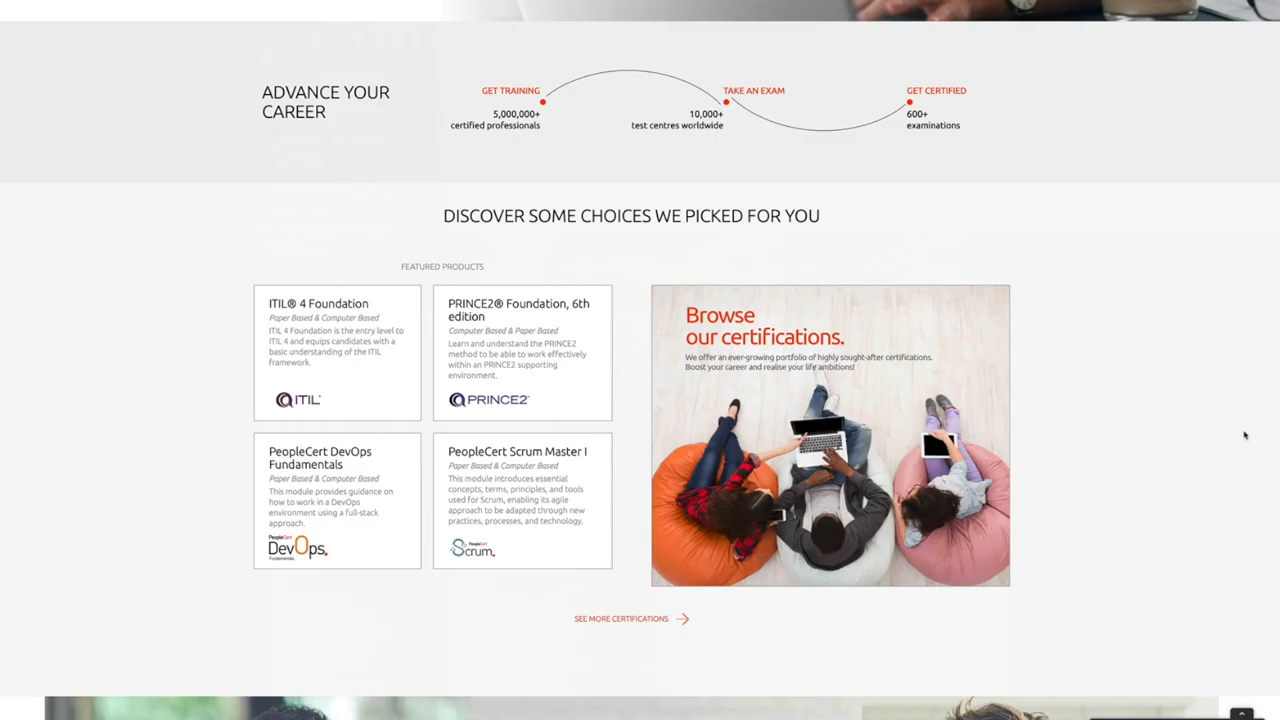 ADVANCE YOUR
CAREER
GET TRAINING
5,000,000+
certified professionals
TAKE AN EXAM
10,000+
test centres worldwide
GET CERTIFIED
600+
examinations
DISCOVER SOME CHOICES WE PICKED FOR YOU
FEATURED PRODUCTS
ITIL® 4 Foundation
Paper Based & Computer Based
ITIL 4 Foundation is the entry level to
ITIL 4 and equips candidates with a
basic understanding of the ITIL
framework.
ITIL®
PRINCE2® Foundation, 6th
edition
Computer Based & Paper Based
Learn and understand the PRINCE2
method to be able to work effectively
within an PRINCE2 supporting
environment.
PRINCE2®
PeopleCert DevOps
Fundamentals
Paper Based & Computer Based
This module provides guidance on
how to work in a DevOps
environment using a full-stack
approach.
PeopleCert
DevOps.
Fundamentals
PeopleCert Scrum Master I
Paper Based & Computer Based
This module introduces essential
concepts, terms, principles, and tools
used for Scrum, enabling its agile
approach to be adapted through new
practices, processes, and technology.
PeopleCert
Scrum.
Browse
our certifications.
We offer an ever-growing portfolio of highly sought-after certifications.
Boost your career and realise your life ambitions!
SEE MORE CERTIFICATIONS